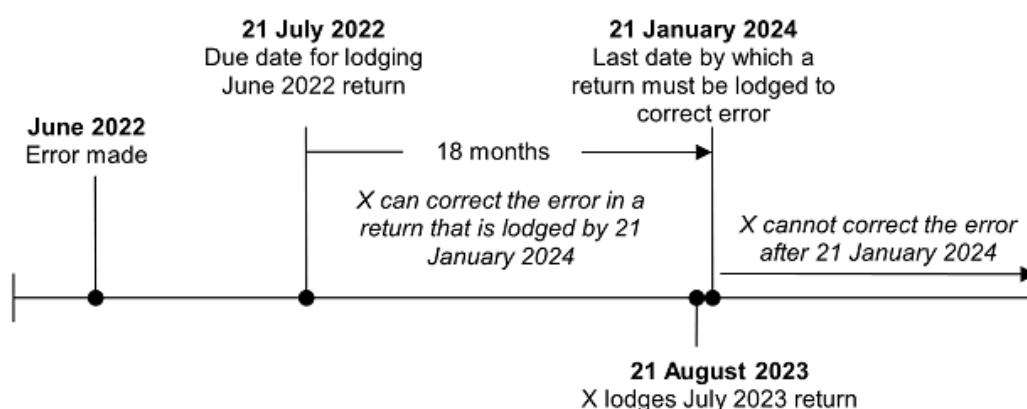 21 July 2022
Due date for lodging
June 2022 return
21 January 2024
Last date by which a
return must be lodged to
correct error
June 2022
Error made
18 months
X can correct the error in a
return that is lodged by 21
January 2024
X cannot correct the error
after 21 January 2024
21 August 2023
X lodges July 2023 return